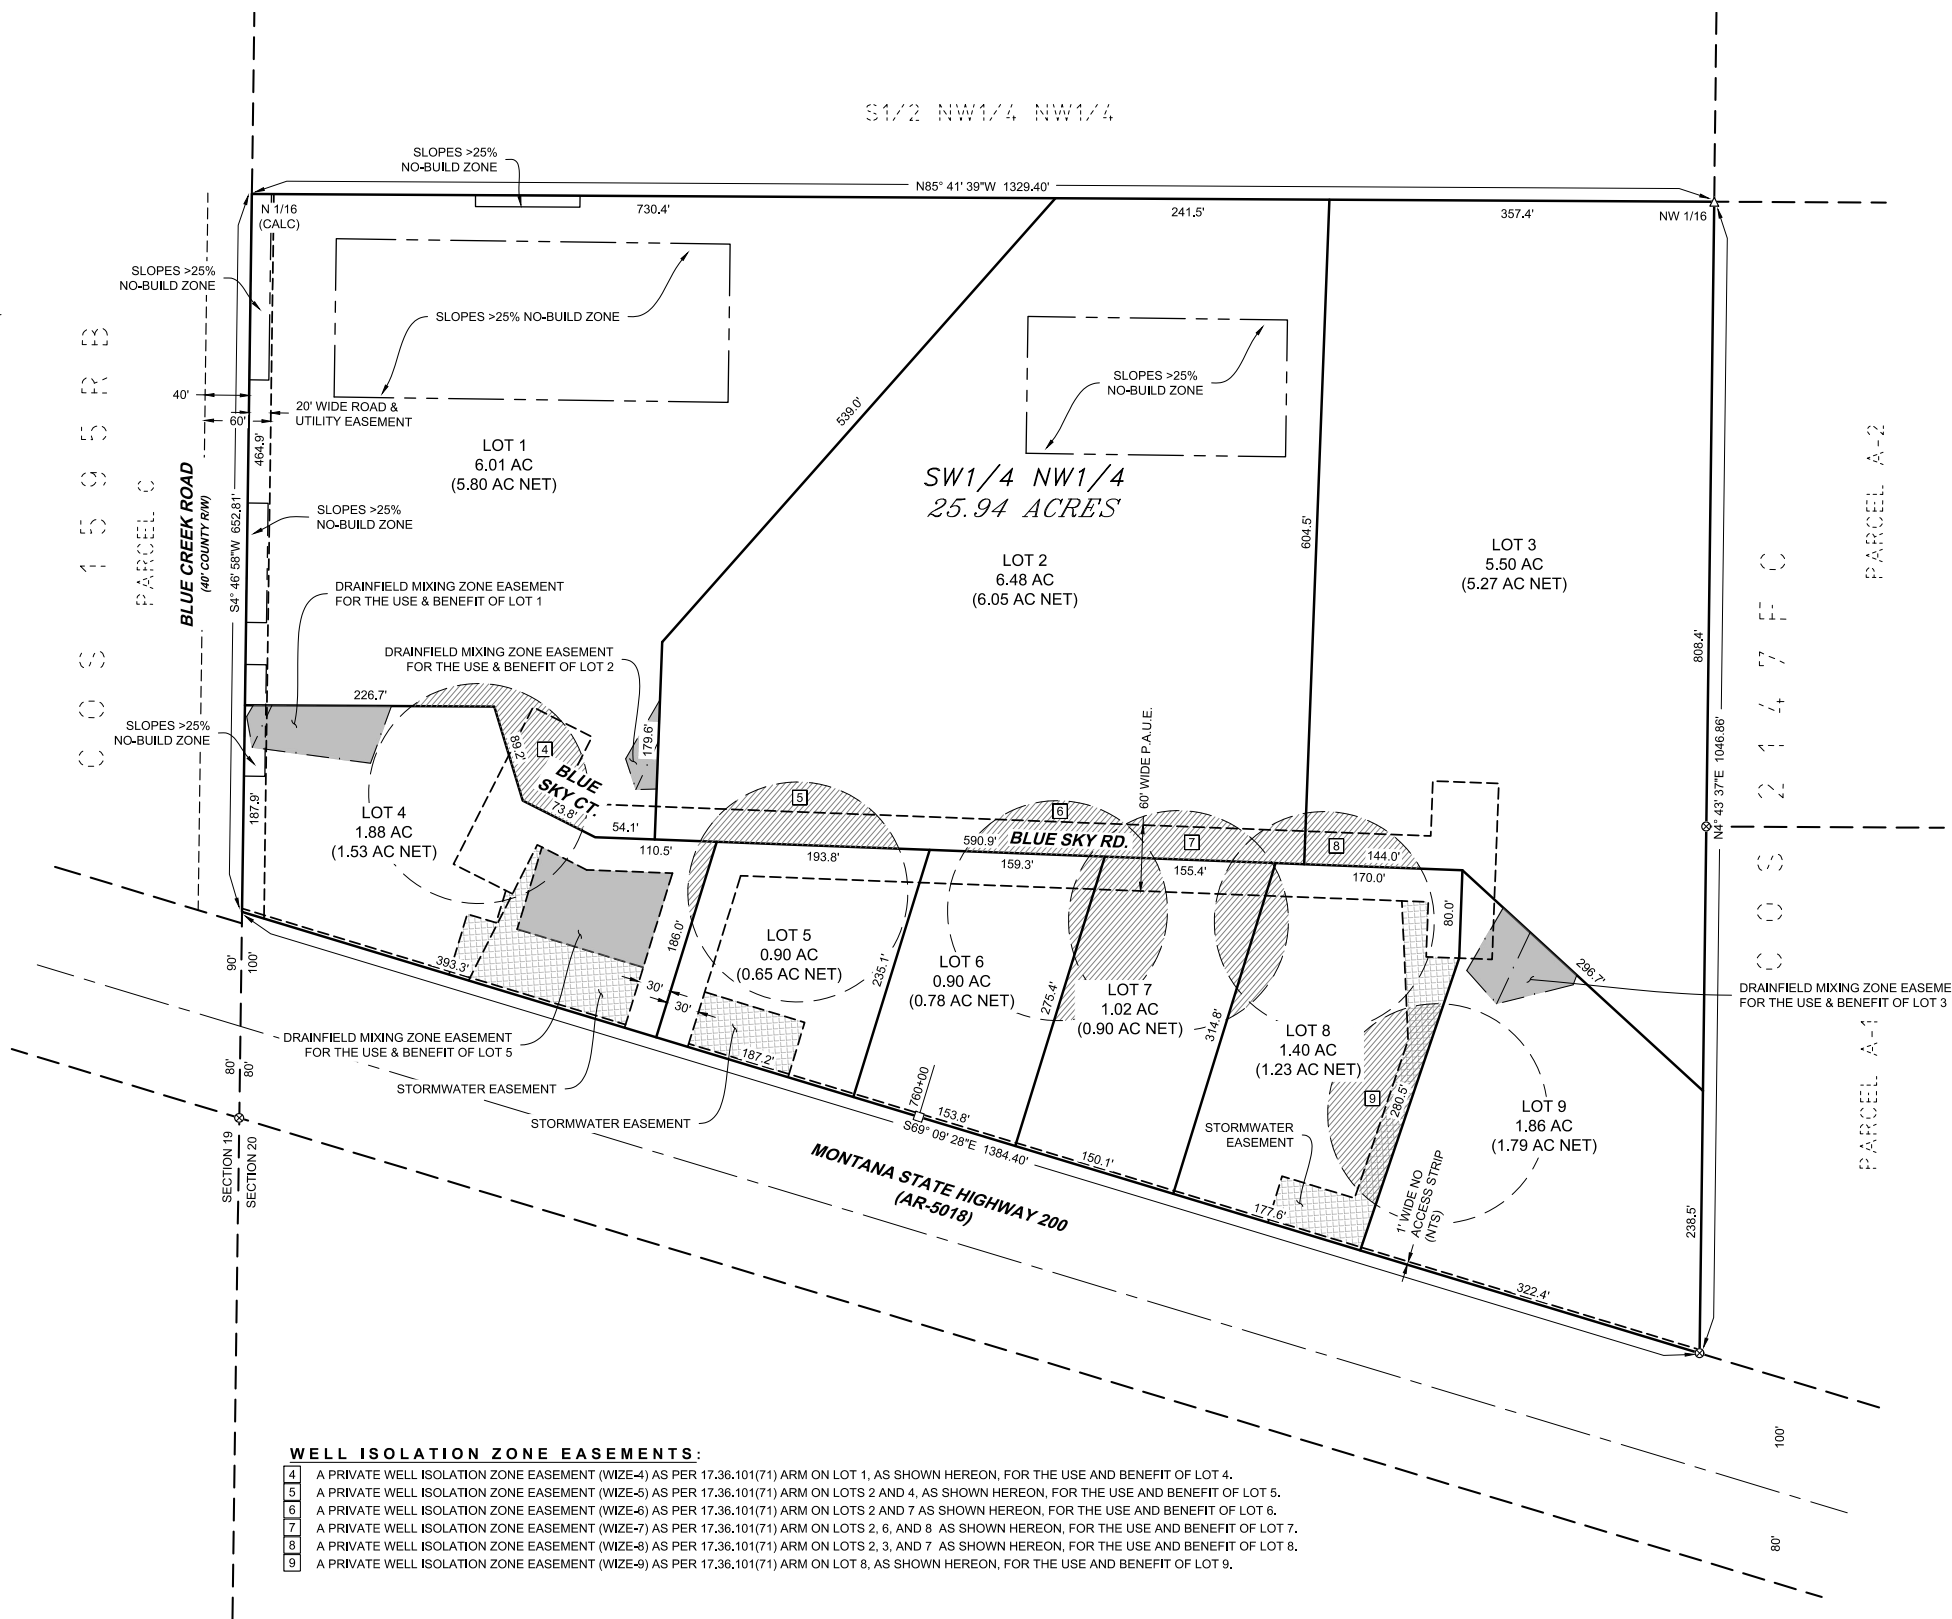 S1/2 NW1/4 NW1/4
SLOPES >25%
NO-BUILD ZONE
N85° 41' 39"W 1329.40'
N 1/16
(CALC)
730.4'
241.5'
357.4'
NW 1/16
SLOPES >25%
NO-BUILD ZONE
SLOPES >25% NO-BUILD ZONE
SLOPES >25%
NO-BUILD ZONE
COS 1595RB
PARCEL C
BLUE CREEK ROAD
(40' COUNTY R/W)
S4° 46' 58"W 652.81'
40'
60'
20' WIDE ROAD &
UTILITY EASEMENT
464.9'
539.0'
LOT 1
6.01 AC
(5.80 AC NET)
SW1/4 NW1/4
25.94 ACRES
SLOPES >25%
NO-BUILD ZONE
LOT 2
6.48 AC
(6.05 AC NET)
604.5'
LOT 3
5.50 AC
(5.27 AC NET)
808.4'
N4° 43' 37"E 1046.86'
COS 2147FC
PARCEL A-2
DRAINFIELD MIXING ZONE EASEMENT
FOR THE USE & BENEFIT OF LOT 1
DRAINFIELD MIXING ZONE EASEMENT
FOR THE USE & BENEFIT OF LOT 2
226.7'
SLOPES >25%
NO-BUILD ZONE
89.2'
4
179.6'
BLUE
SKY CT.
73.8'
187.9'
LOT 4
1.88 AC
(1.53 AC NET)
5
6
7
8
60' WIDE P.A.U.E.
54.1'
110.5'
193.8'
590.9'
BLUE SKY RD.
159.3'
155.4'
144.0'
170.0'
80.0'
186.0'
LOT 5
0.90 AC
(0.65 AC NET)
235.1'
LOT 6
0.90 AC
(0.78 AC NET)
275.4'
LOT 7
1.02 AC
(0.90 AC NET)
314.8'
LOT 8
1.40 AC
(1.23 AC NET)
296.7'
DRAINFIELD MIXING ZONE EASEME
FOR THE USE & BENEFIT OF LOT 3
PARCEL A-1
90'
100'
393.3'
30'
30'
DRAINFIELD MIXING ZONE EASEMENT
FOR THE USE & BENEFIT OF LOT 5
STORMWATER EASEMENT
STORMWATER EASEMENT
187.2'
80'
80'
760+00
153.8'
S69° 09' 28"E 1384.40'
150.1'
9
280.5'
LOT 9
1.86 AC
(1.79 AC NET)
STORMWATER
EASEMENT
177.6'
1' WIDE NO
ACCESS STRIP
(NTS)
238.5'
322.4'
SECTION 19
SECTION 20
MONTANA STATE HIGHWAY 200
(AR-5018)
100'
80'
WELL ISOLATION ZONE EASEMENTS:
4 A PRIVATE WELL ISOLATION ZONE EASEMENT (WIZE-4) AS PER 17.36.101(71) ARM ON LOT 1, AS SHOWN HEREON, FOR THE USE AND BENEFIT OF LOT 4.
5 A PRIVATE WELL ISOLATION ZONE EASEMENT (WIZE-5) AS PER 17.36.101(71) ARM ON LOTS 2 AND 4, AS SHOWN HEREON, FOR THE USE AND BENEFIT OF LOT 5.
6 A PRIVATE WELL ISOLATION ZONE EASEMENT (WIZE-6) AS PER 17.36.101(71) ARM ON LOTS 2 AND 7 AS SHOWN HEREON, FOR THE USE AND BENEFIT OF LOT 6.
7 A PRIVATE WELL ISOLATION ZONE EASEMENT (WIZE-7) AS PER 17.36.101(71) ARM ON LOTS 2, 6, AND 8 AS SHOWN HEREON, FOR THE USE AND BENEFIT OF LOT 7.
8 A PRIVATE WELL ISOLATION ZONE EASEMENT (WIZE-8) AS PER 17.36.101(71) ARM ON LOTS 2, 3, AND 7 AS SHOWN HEREON, FOR THE USE AND BENEFIT OF LOT 8.
9 A PRIVATE WELL ISOLATION ZONE EASEMENT (WIZE-9) AS PER 17.36.101(71) ARM ON LOT 8, AS SHOWN HEREON, FOR THE USE AND BENEFIT OF LOT 9.